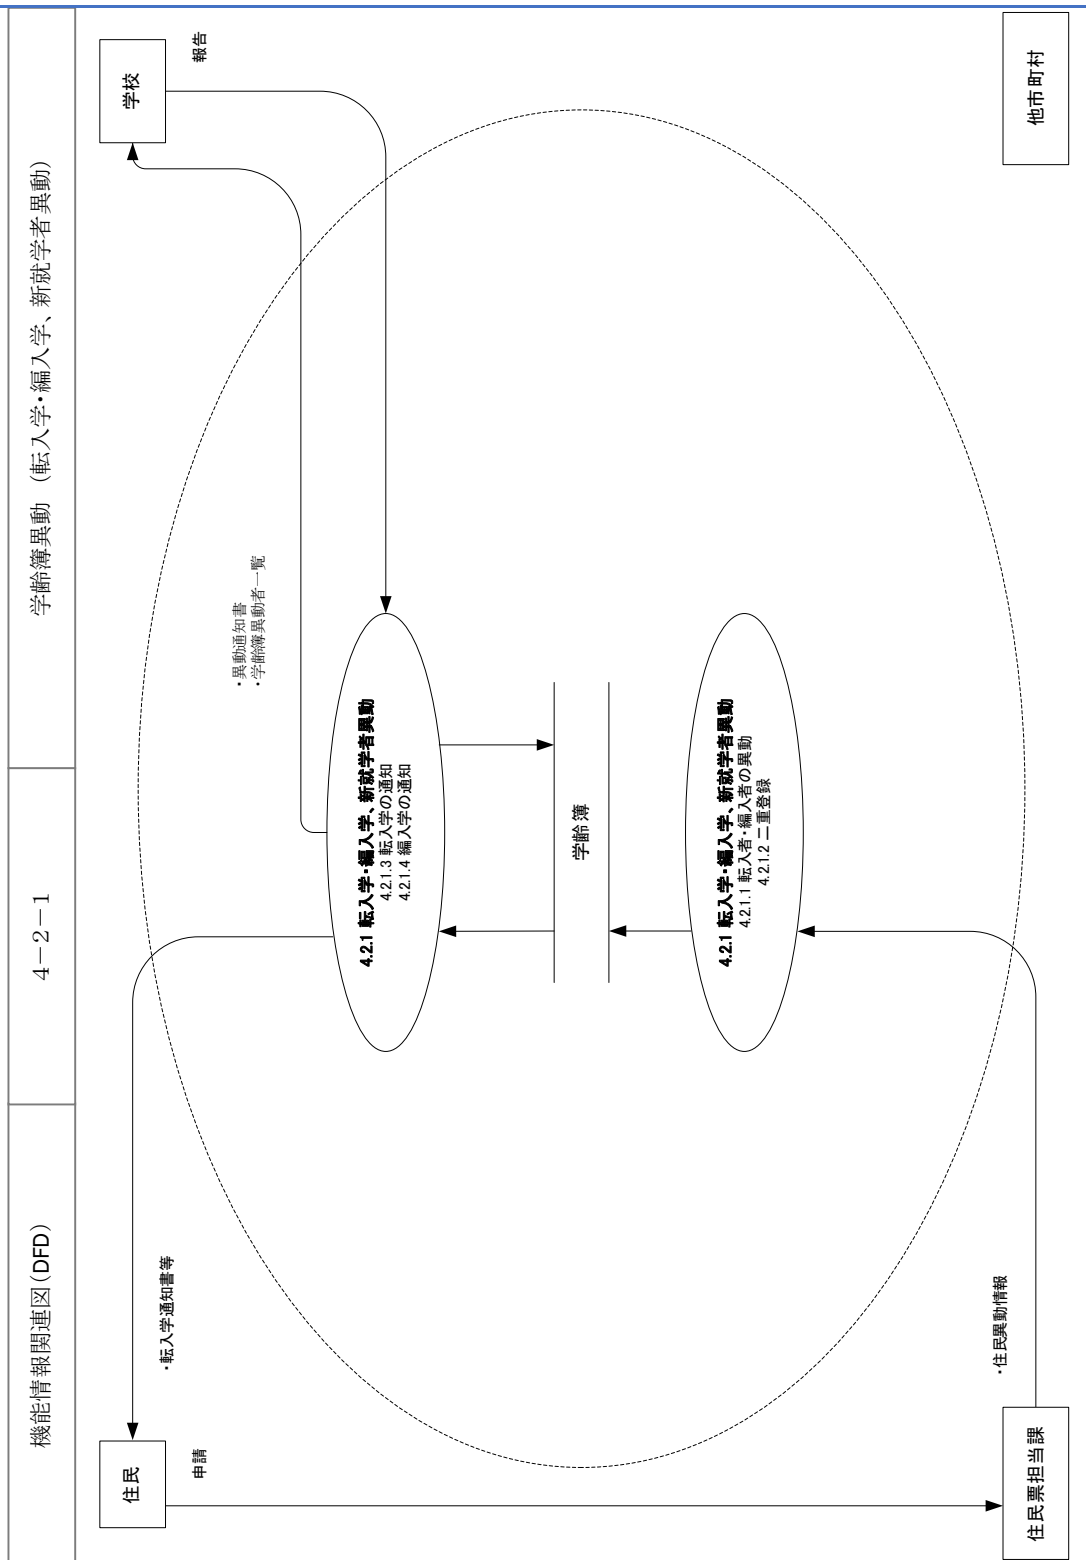 機能情報関連図(DFD)
4－2－1
学齢簿異動 (転入学・編入学、新就学者異動)
住民
申請
・転入学通知書等
学校
報告
・異動通知書
・学齢簿異動者一覧
4.2.1 転入学・編入学、新就学者異動
4.2.1.3 転入学の通知
4.2.1.4 編入学の通知
学齢簿
4.2.1 転入学・編入学、新就学者異動
4.2.1.1 転入者・編入者の異動
4.2.1.2 二重登録
・住民異動情報
住民票担当課
他市町村